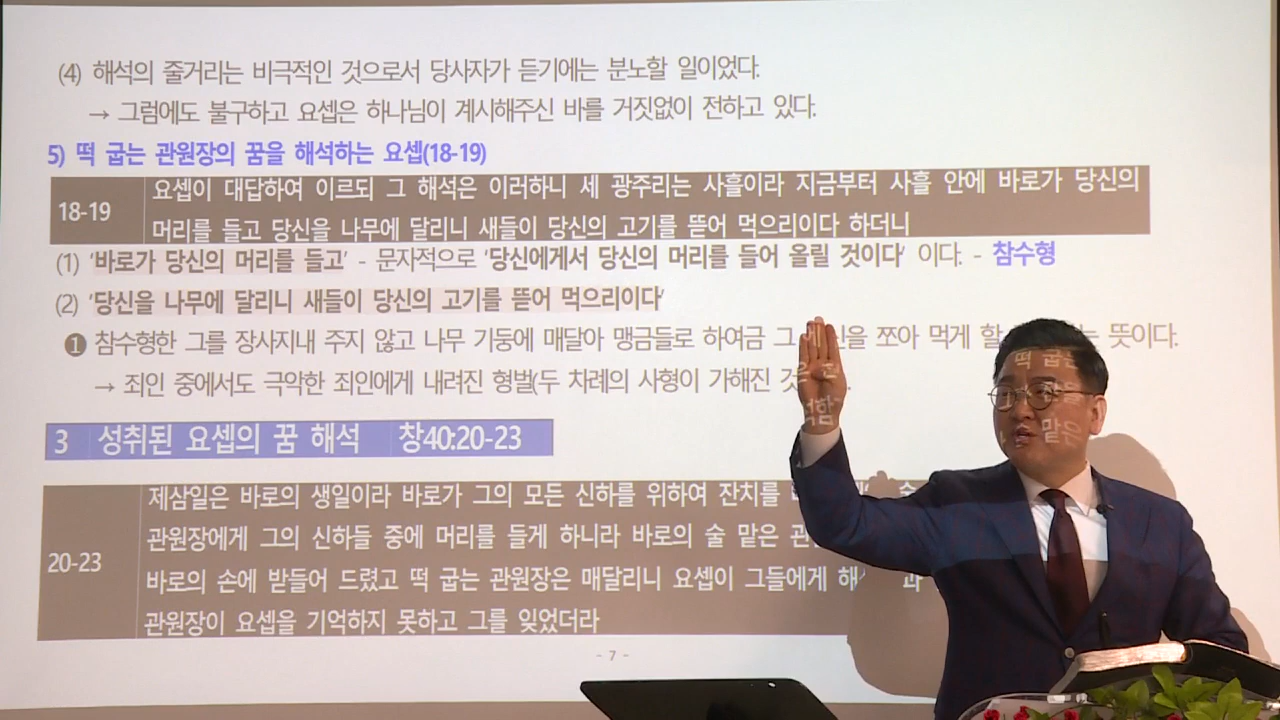 (4) 해석의 줄거리는 비극적인 것으로서 당사자가 듣기에는 분노할 일이었다.
→ 그럼에도 불구하고 요셉은 하나님이 계시해주신 바를 거짓없이 전하고 있다.
5) 떡 굽는 관원장의 꿈을 해석하는 요셉(18-19)
18-19
요셉이 대답하여 이르되 그 해석은 이러하니 세 광주리는 사흘이라 지금부터 사흘 안에 바로가 당신의
머리를 들고 당신을 나무에 달리니 새들이 당신의 고기를 뜯어 먹으리이다 하더니
(1) '바로가 당신의 머리를 들고' - 문자적으로 '당신에게서 당신의 머리를 들어 올릴 것이다' 이다. - 참수형
(2) '당신을 나무에 달리니 새들이 당신의 고기를 뜯어 먹으리이다'
❶ 참수형한 그를 장사지내 주지 않고 나무 기둥에 매달아 맹금들로 하여금 그 쪼아 먹게 할 뜻이다.
→ 죄인 중에서도 극악한 죄인에게 내려진 형벌(두 차례의 사형이 가해진
3 성취된 요셉의 꿈 해석 창40:20-23
20-23
제삼일은 바로의 생일이라 바로가 그의 모든 신하를 위하여 잔치를
관원장에게 그의 신하들 중에 머리를 들게 하니라 바로의 술 맡은
바로의 손에 받들어 드렸고 떡 굽는 관원장은 매달리니 요셉이 그들에게
관원장이 요셉을 기억하지 못하고 그를 잊었더라
- 7 -